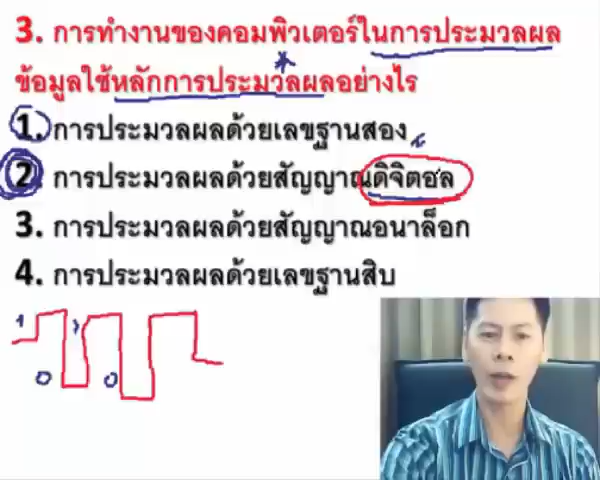 3. การทำงานของคอมพิวเตอร์ในการประมวลผล
ข้อมูลใช้หลักการประมวลผลอย่างไร
1. การประมวลผลด้วยเลขฐานสอง
2. การประมวลผลด้วยสัญญาณดิจิตอล
3. การประมวลผลด้วยสัญญาณอนาล็อก
4. การประมวลผลด้วยเลขฐานสิบ
1
0 0